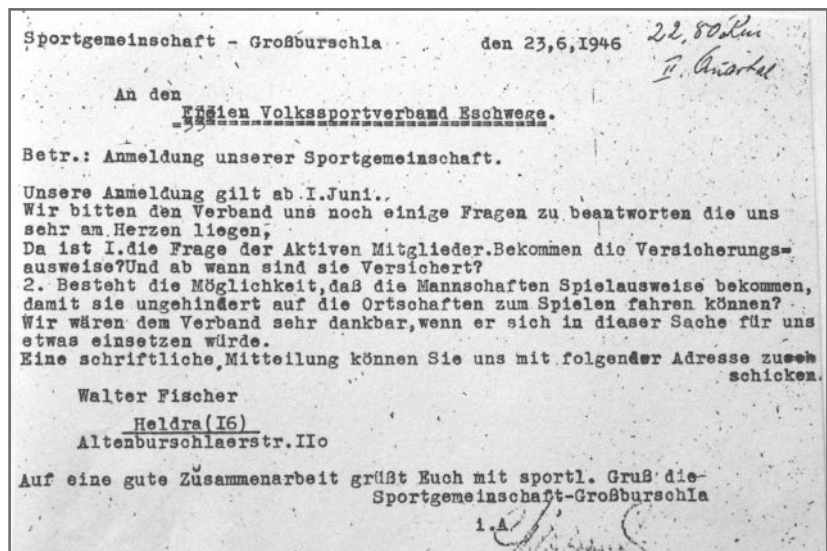 Sportgemeinschaft - Großburschla den 23,6,1946
22,80 Rm
II. Quartal
An den
Freien Volkssportverband Eschwege.
Betr.: Anmeldung unserer Sportgemeinschaft.
Unsere Anmeldung gilt ab I.Juni..
Wir bitten den Verband uns noch einige Fragen zu beantworten die uns
sehr am Herzen liegen,
Da ist I.die Frage der Aktiven Mitglieder.Bekommen die Versicherungs=
ausweise?Und ab wann sind sie Versichert?
2. Besteht die Möglichkeit,daß die Mannschaften Spielausweise bekommen,
damit sie ungehindert auf die Ortschaften zum Spielen fahren können?
Wir wären dem Verband sehr dankbar,wenn er sich in dieser Sache für uns
etwas einsetzen würde.
Eine schriftliche Mitteilung können Sie uns mit folgender Adresse zu
schicken.
Walter Fischer
Heldra(I6)
Altenburschlaerstr.IIo
Auf eine gute Zusammenarbeit grüßt Euch mit sportl. Gruß die
Sportgemeinschaft-Großburschla
i.A